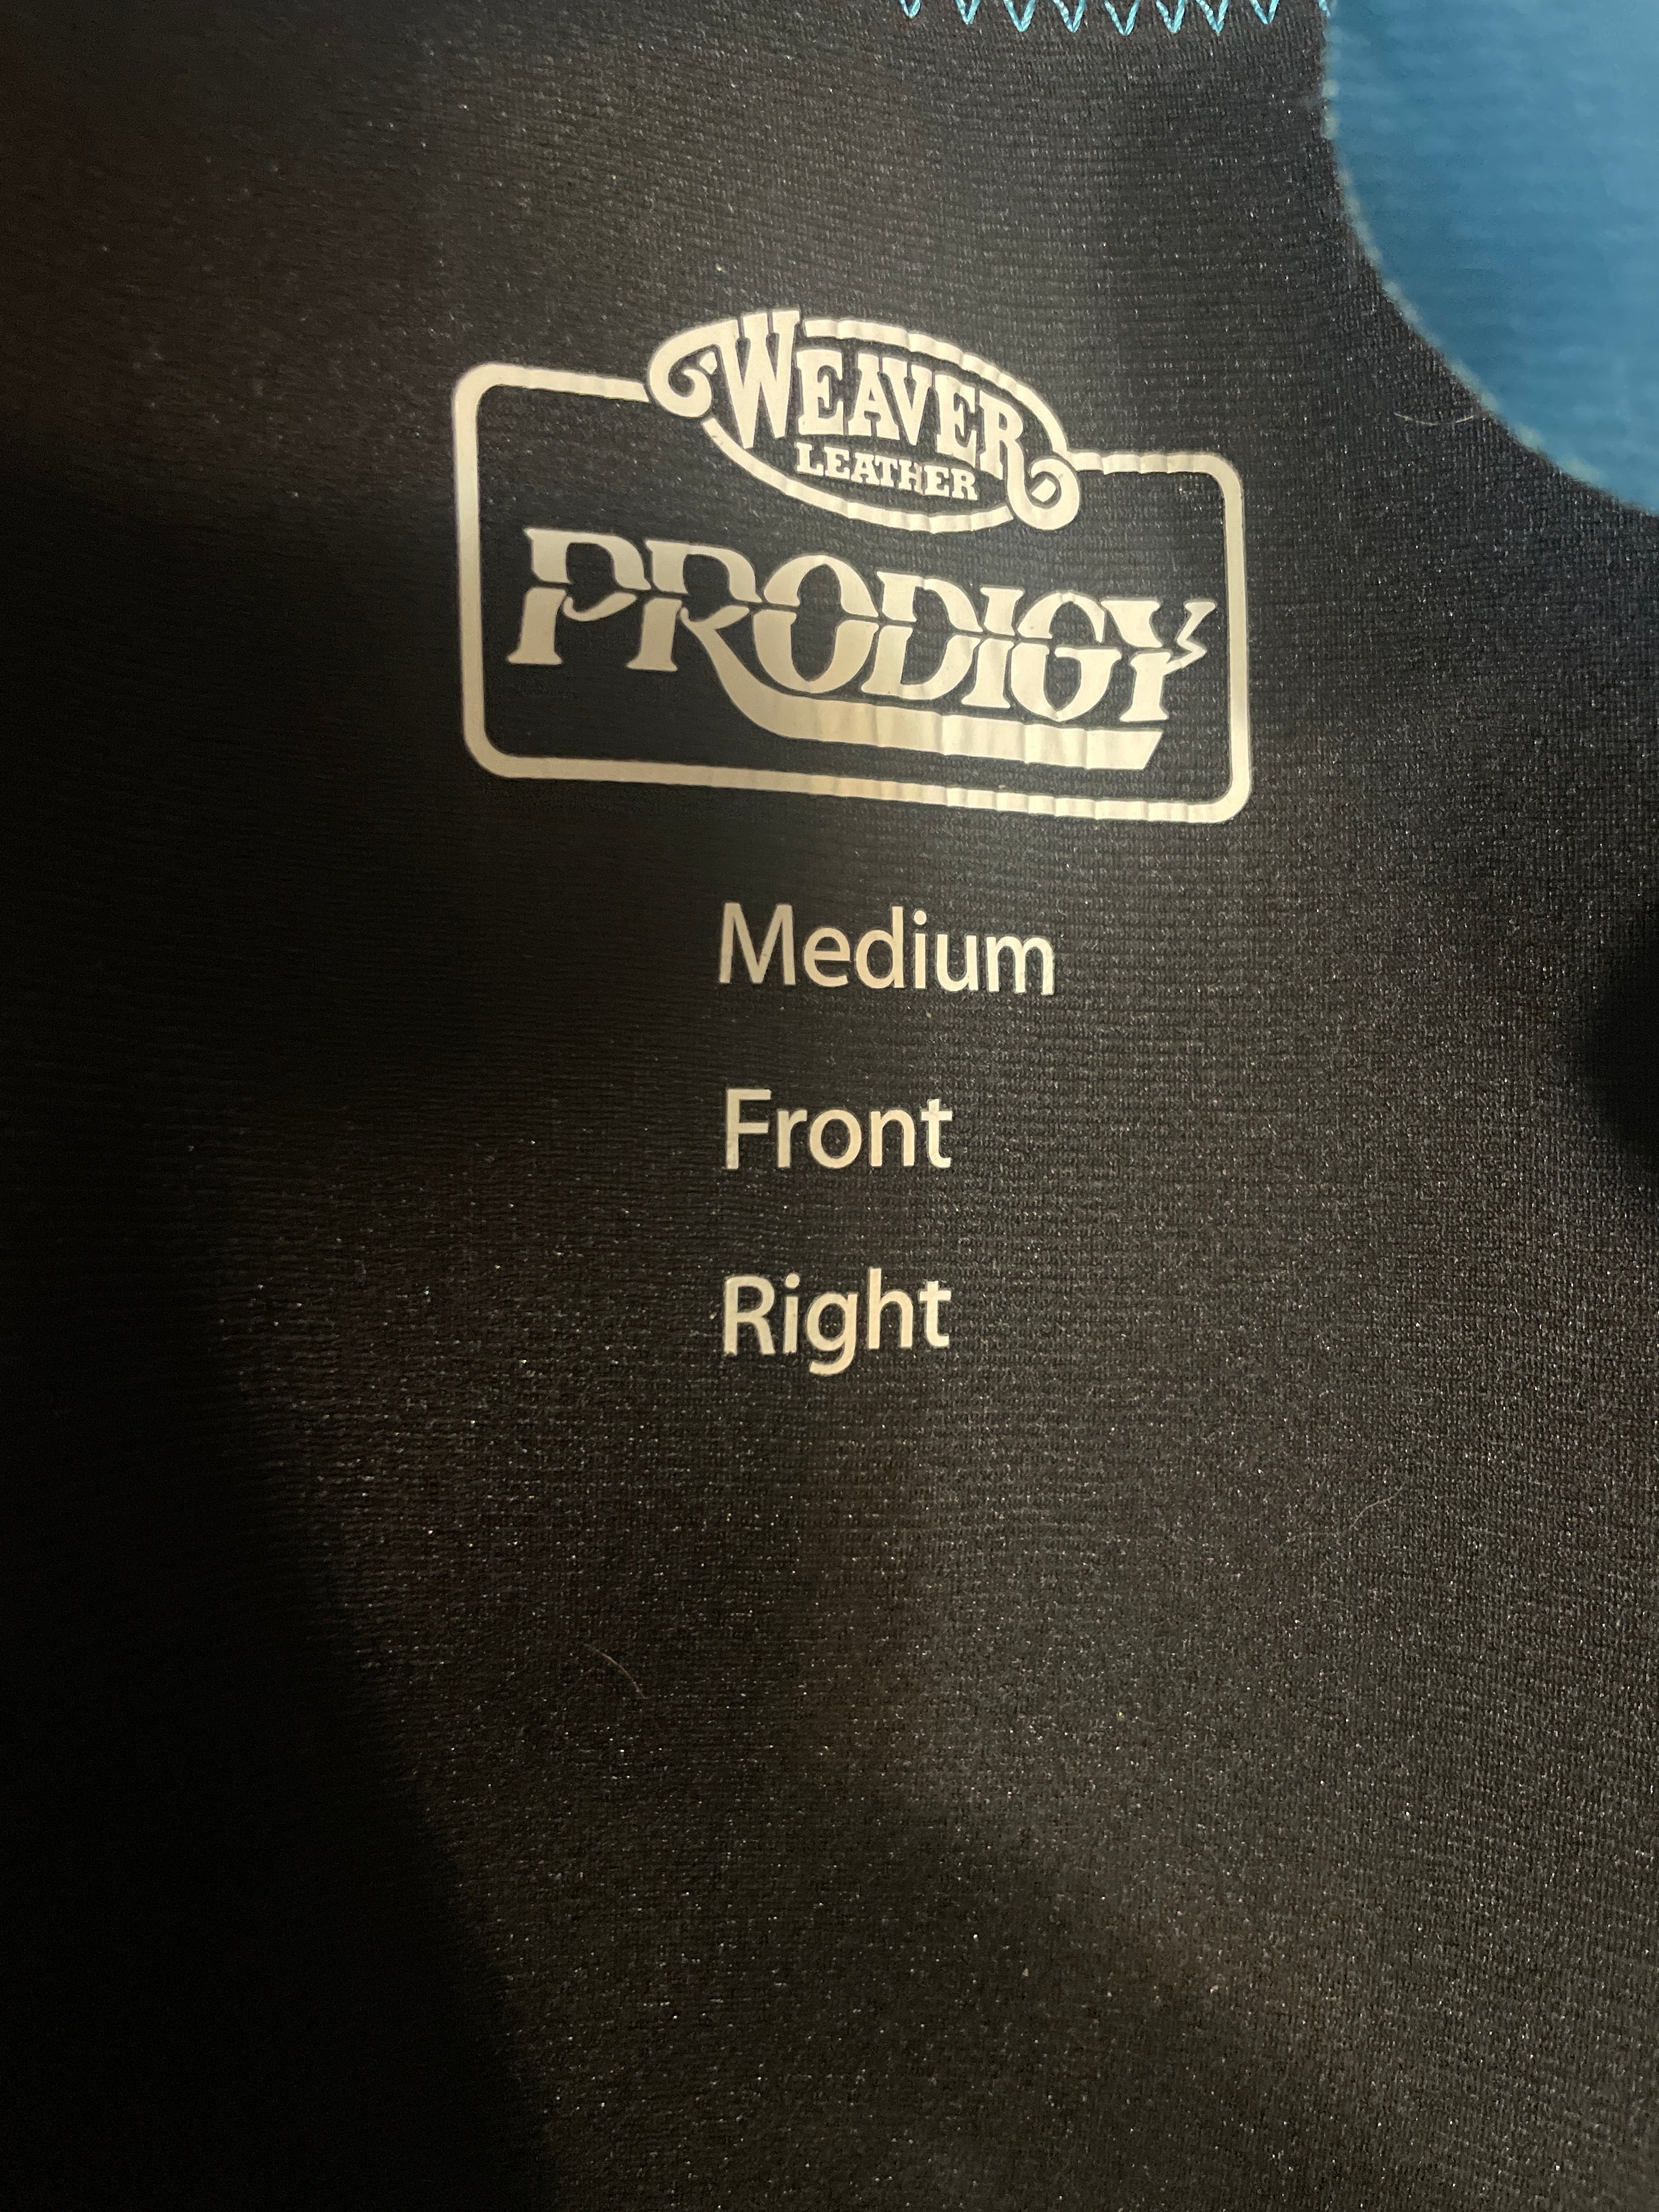 WEAVER
LEATHER
PRODIGY
Medium
Front
Right